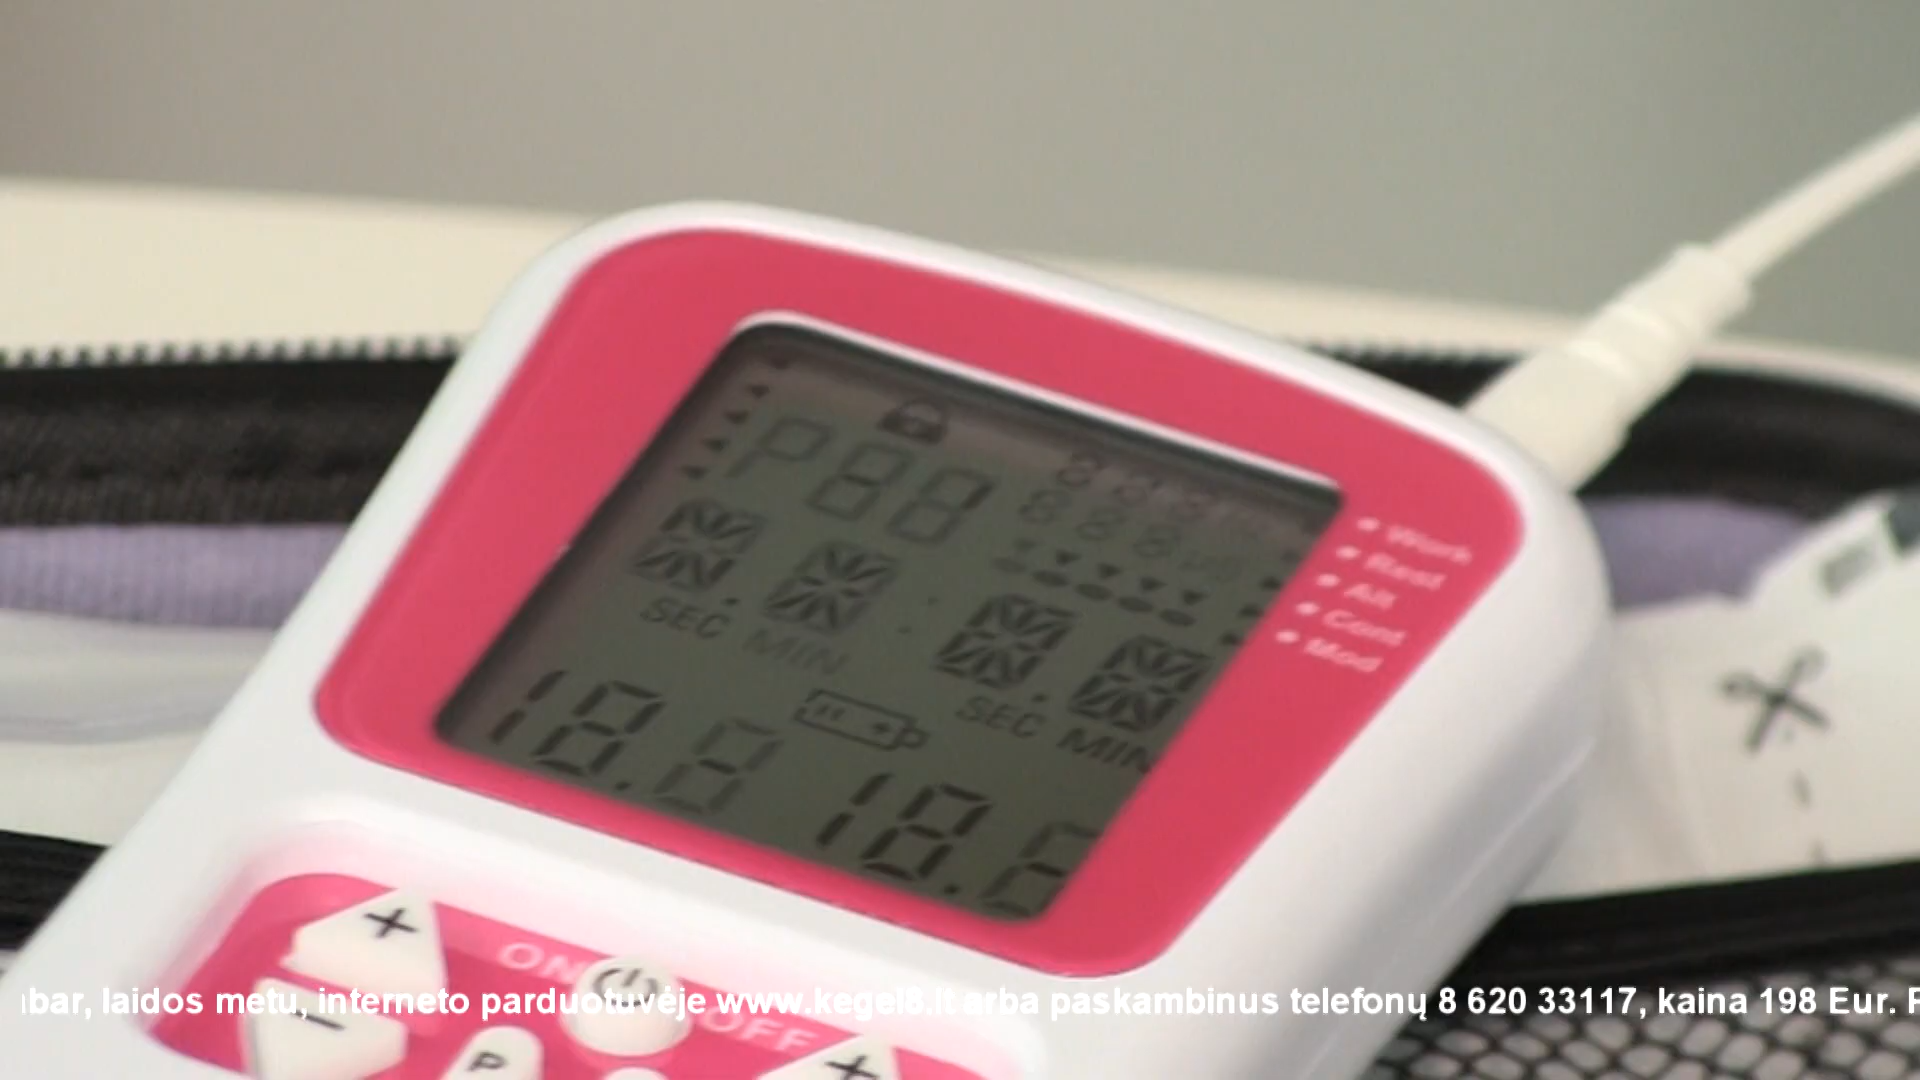 P88
SEC MIN
SEC MIN
18.8
18.8
Work
Rest
Alt
Cont
Mod
+
ON
OFF
-
P
+
bar, laidos metu, interneto parduotuvėje www.kegel8.lt arba paskambinus telefonų 8 620 33117, kaina 198 Eur.